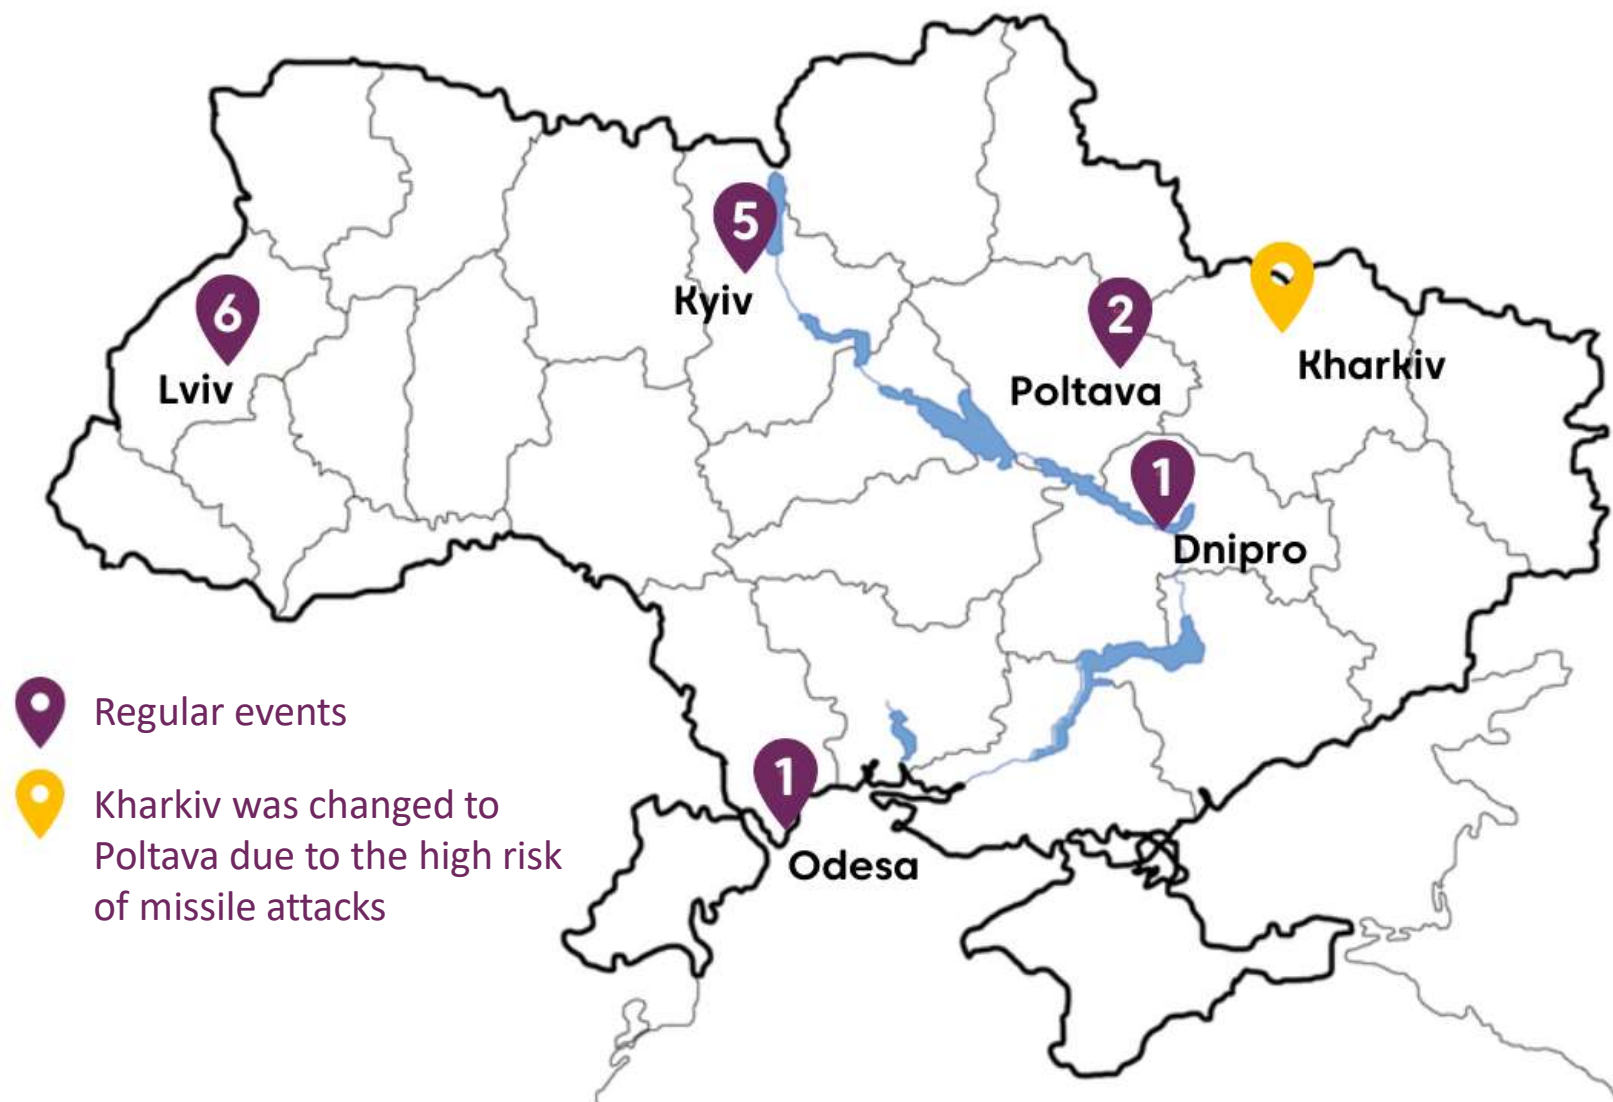 5
Kyiv
6
Lviv
2
Poltava
Kharkiv
1
Dnipro
Regular events
Kharkiv was changed to
Poltava due to the high risk
of missile attacks
1
Odesa